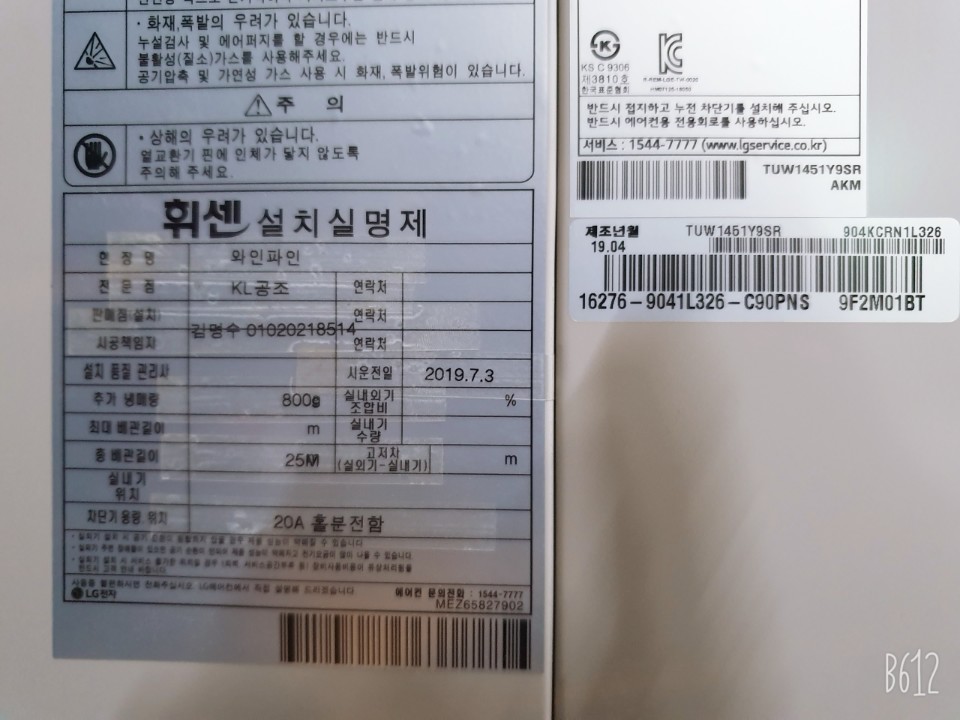 · 화재,폭발의 우려가 있습니다.
누설검사 및 에어퍼지를 할 경우에는 반드시
불활성(질소)가스를 사용해주세요.
공기압축 및 가연성 가스 사용 시 화재, 폭발위험이 있습니다.
주 의
· 상해의 우려가 있습니다.
열교환기 핀에 인체가 닿지 않도록
주의해 주세요.
휘센 설치실명제
현 장 명 와인파인
전 문 점 KL공조 연락처
판매점(설치) 연락처
김명수 01020218514
시공책임자 연락처
설치 품질 관리사 시운전일 2019.7.3
추가 냉매량 800g 실내외기 조합비 %
최대 배관길이 m 실내기 수량
총 배관길이 25M 고저차 (실외기-실내기) m
실내기 위치
차단기 용량, 위치 20A 홀분전함
LG전자
에어컨 문의전화 : 1544-7777
MEZ65827902
KS C 9306
제3810호
한국표준협회
반드시 접지하고 누전 차단기를 설치해 주십시오.
반드시 에어컨용 전용회로를 사용하십시오.
서비스 : 1544-7777 (www.lgservice.co.kr)
TUW1451Y9SR
AKM
제조년월 TUW1451Y9SR 904KCRN1L326
19.04
16276-9041L326-C90PNS 9F2M01BT
B612